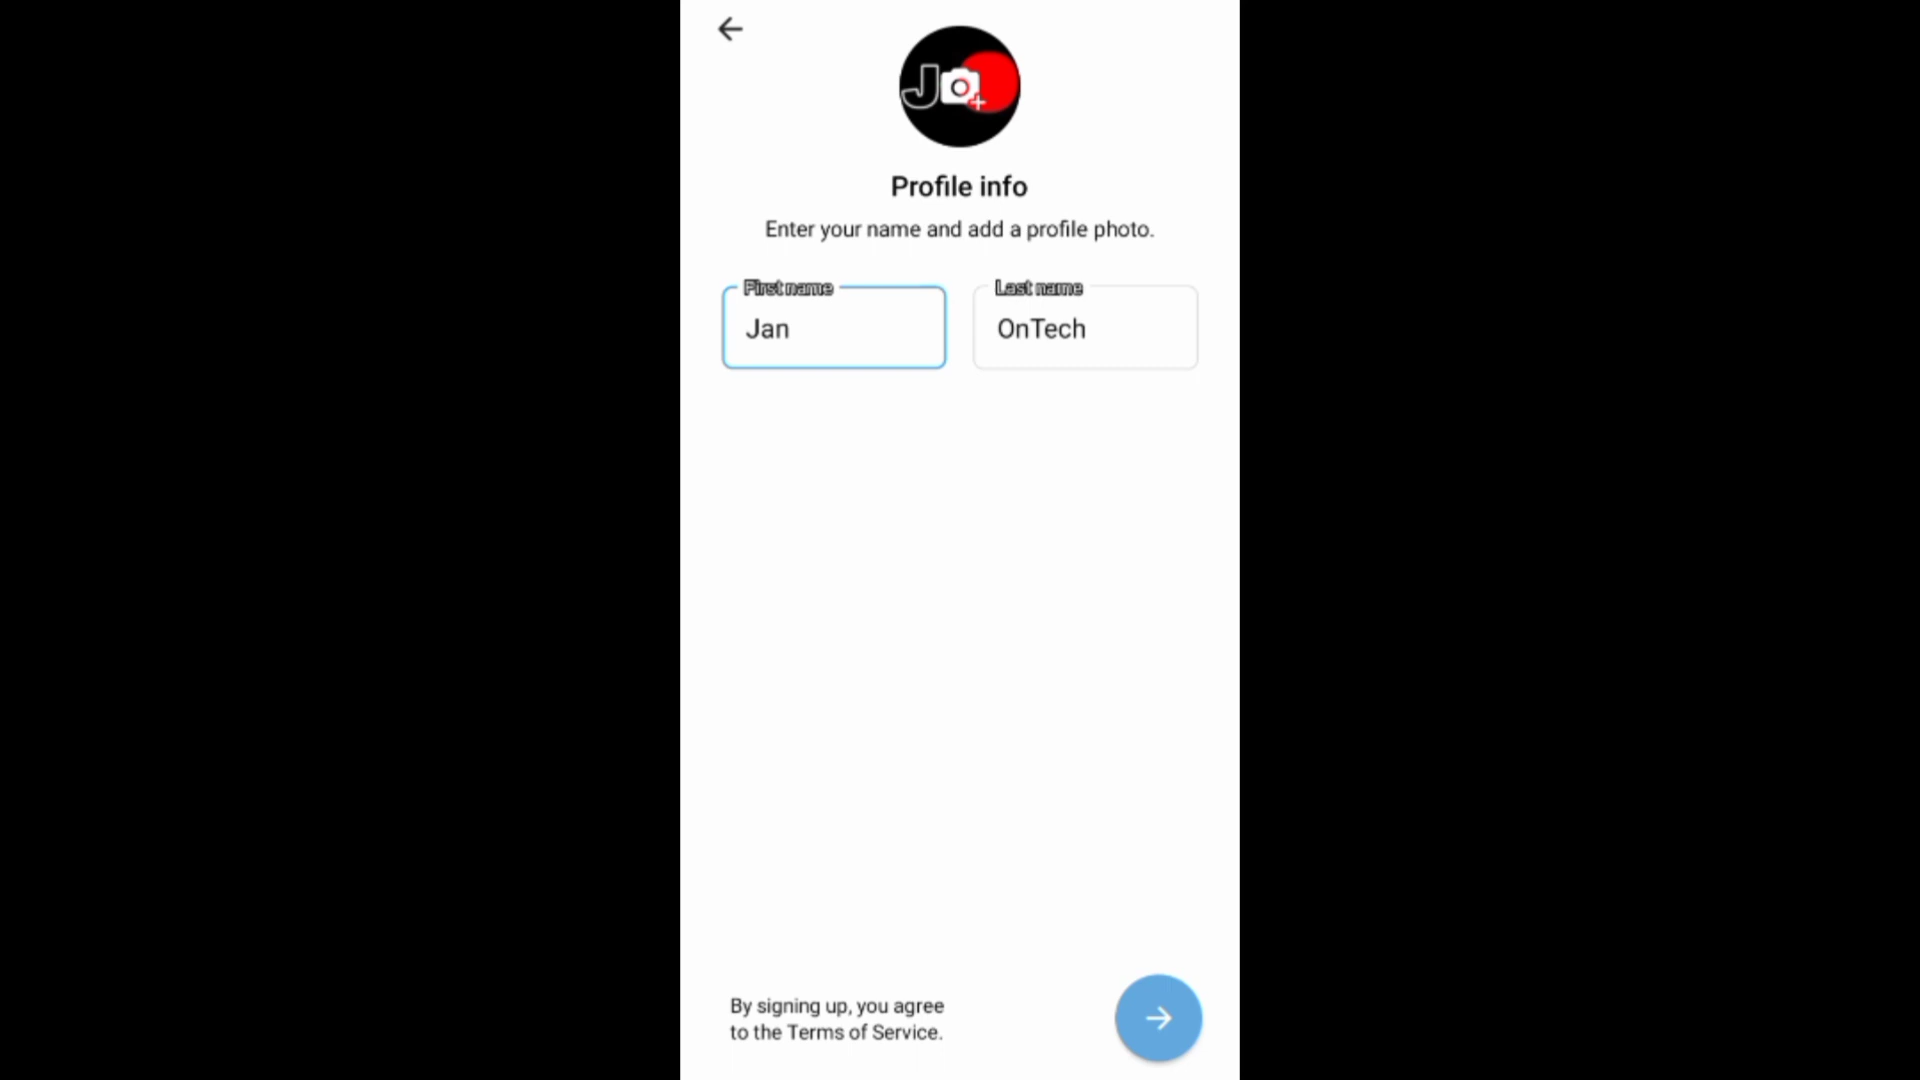 J
Profile info
Enter your name and add a profile photo.
First name
Last name
Jan
OnTech
By signing up, you agree
to the Terms of Service.